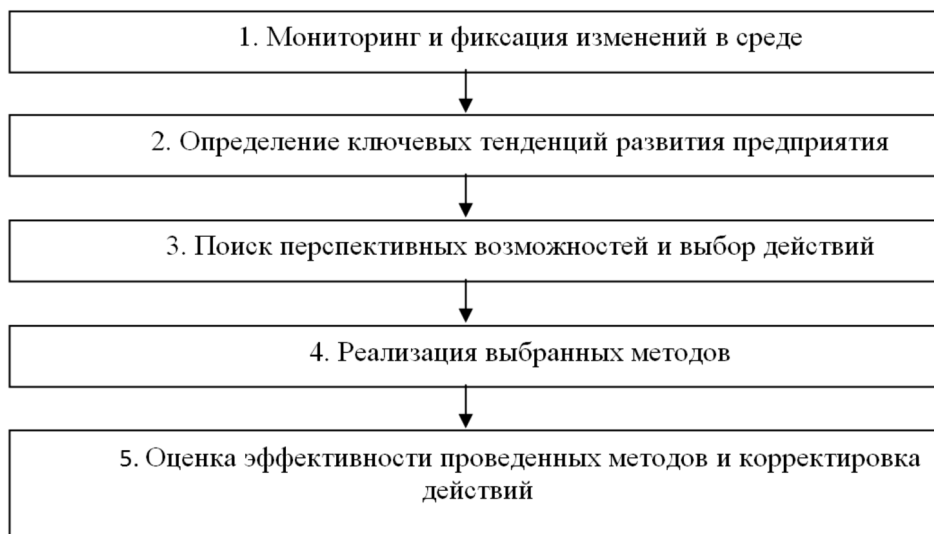 1. Мониторинг и фиксация изменений в среде
2. Определение ключевых тенденций развития предприятия
3. Поиск перспективных возможностей и выбор действий
4. Реализация выбранных методов
5. Оценка эффективности проведенных методов и корректировка
действий